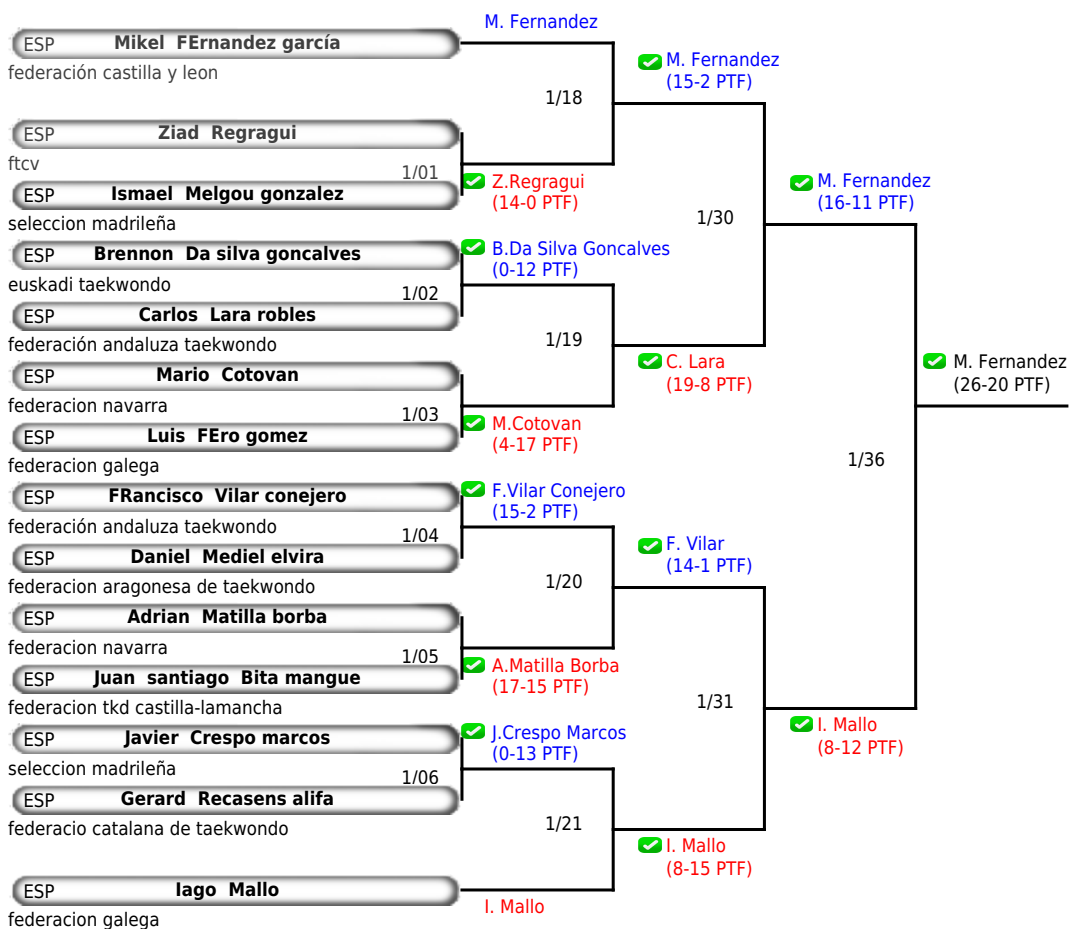 M. Fernandez
ESP Mikel FErnandez garcía
federación castilla y leon
M. Fernandez
(15-2 PTF)
1/18
ESP Ziad Regragui
ftcv
1/01
Z.Regragui
(14-0 PTF)
ESP Ismael Melgou gonzalez
seleccion madrileña
M. Fernandez
(16-11 PTF)
1/30
ESP Brennon Da silva goncalves
euskadi taekwondo
B.Da Silva Goncalves
(0-12 PTF)
1/02
ESP Carlos Lara robles
federación andaluza taekwondo
1/19
C. Lara
(19-8 PTF)
M. Fernandez
(26-20 PTF)
ESP Mario Cotovan
federacion navarra
1/03
M.Cotovan
(4-17 PTF)
ESP Luis FEro gomez
federacion galega
1/36
ESP FRancisco Vilar conejero
federación andaluza taekwondo
F.Vilar Conejero
(15-2 PTF)
1/04
ESP Daniel Mediel elvira
federacion aragonesa de taekwondo
F. Vilar
(14-1 PTF)
1/20
ESP Adrian Matilla borba
federacion navarra
1/05
A.Matilla Borba
(17-15 PTF)
ESP Juan santiago Bita mangue
federacion tkd castilla-lamancha
1/31
I. Mallo
(8-12 PTF)
ESP Javier Crespo marcos
seleccion madrileña
J.Crespo Marcos
(0-13 PTF)
1/06
ESP Gerard Recasens alifa
federacio catalana de taekwondo
1/21
I. Mallo
(8-15 PTF)
ESP Iago Mallo
federacion galega
I. Mallo